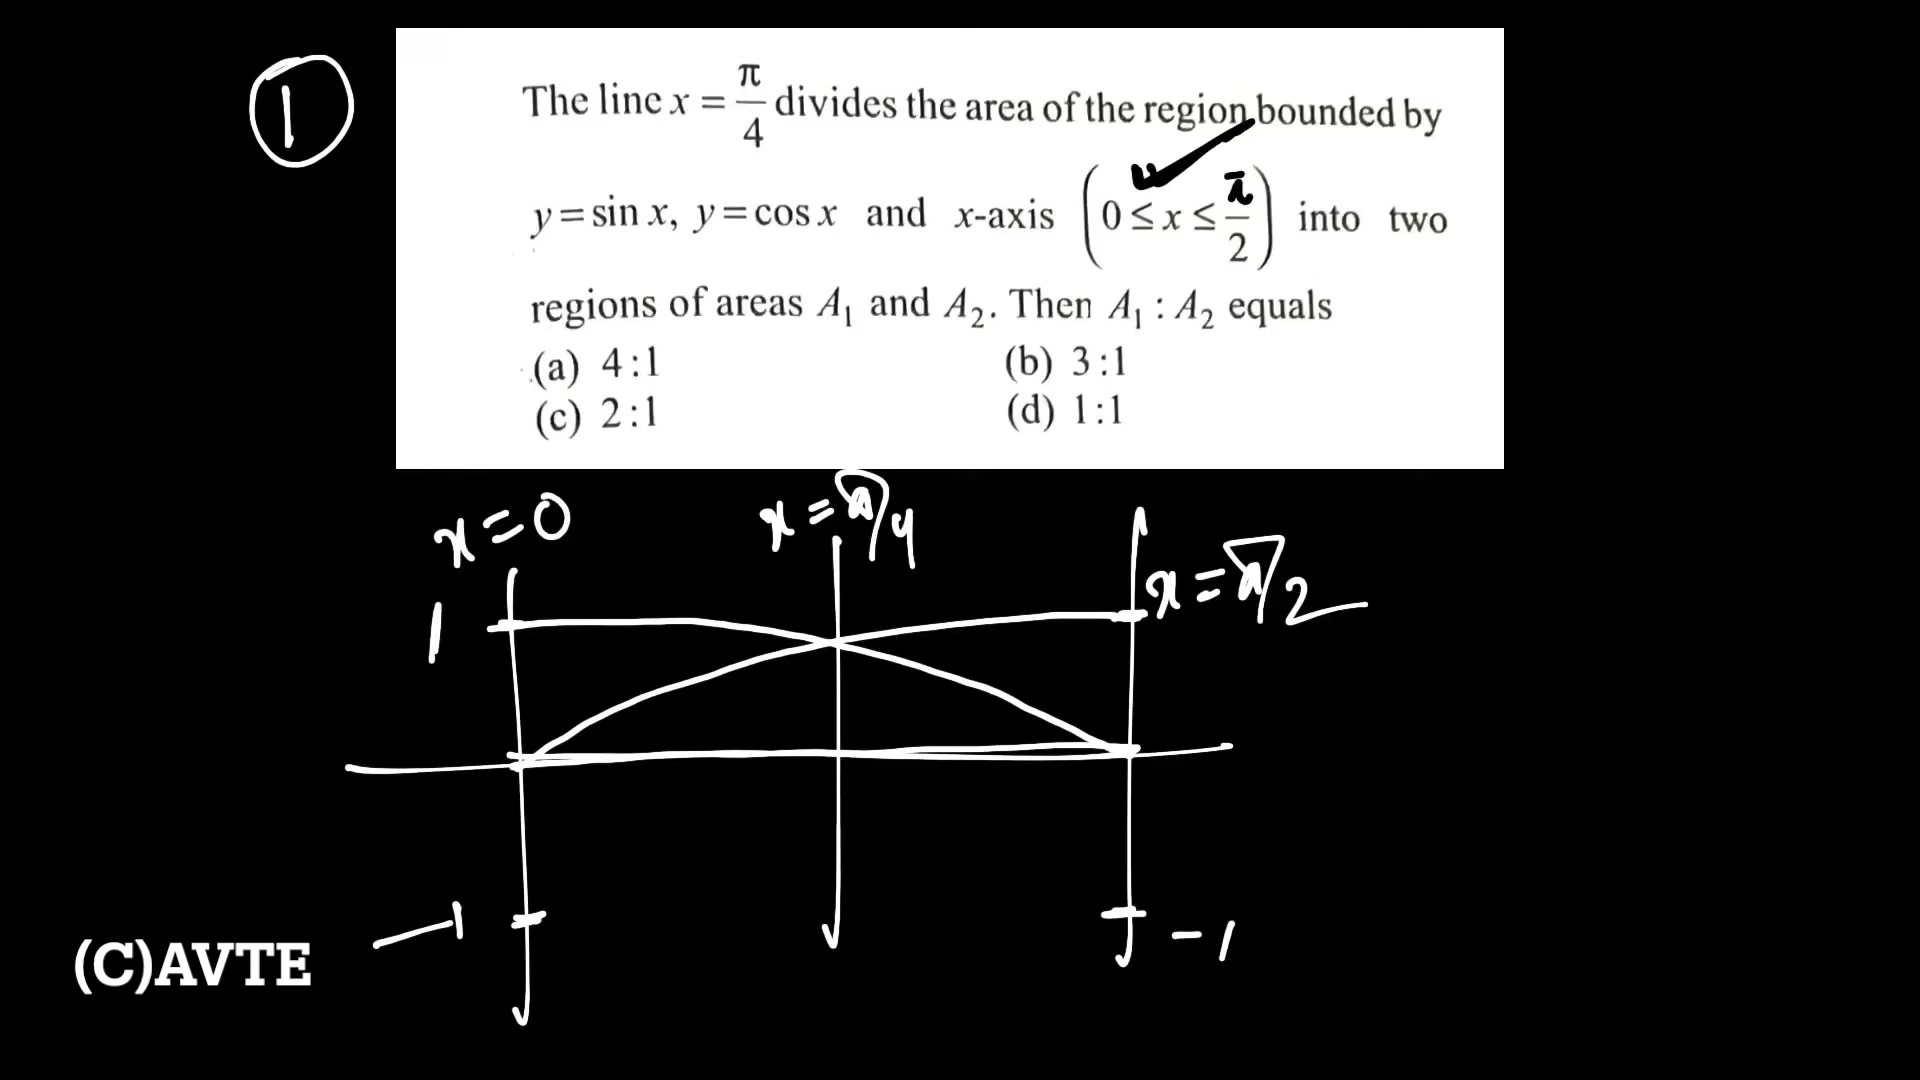 1
The line x = π/4 divides the area of the region bounded by
y = sin x, y = cos x and x-axis (0 ≤ x ≤ π/2) into two
regions of areas A₁ and A₂. Then A₁ : A₂ equals
(a) 4:1 (b) 3:1
(c) 2:1 (d) 1:1
x=0 x=π/4 x=π/2
1
-1 -1
(C)AVTE